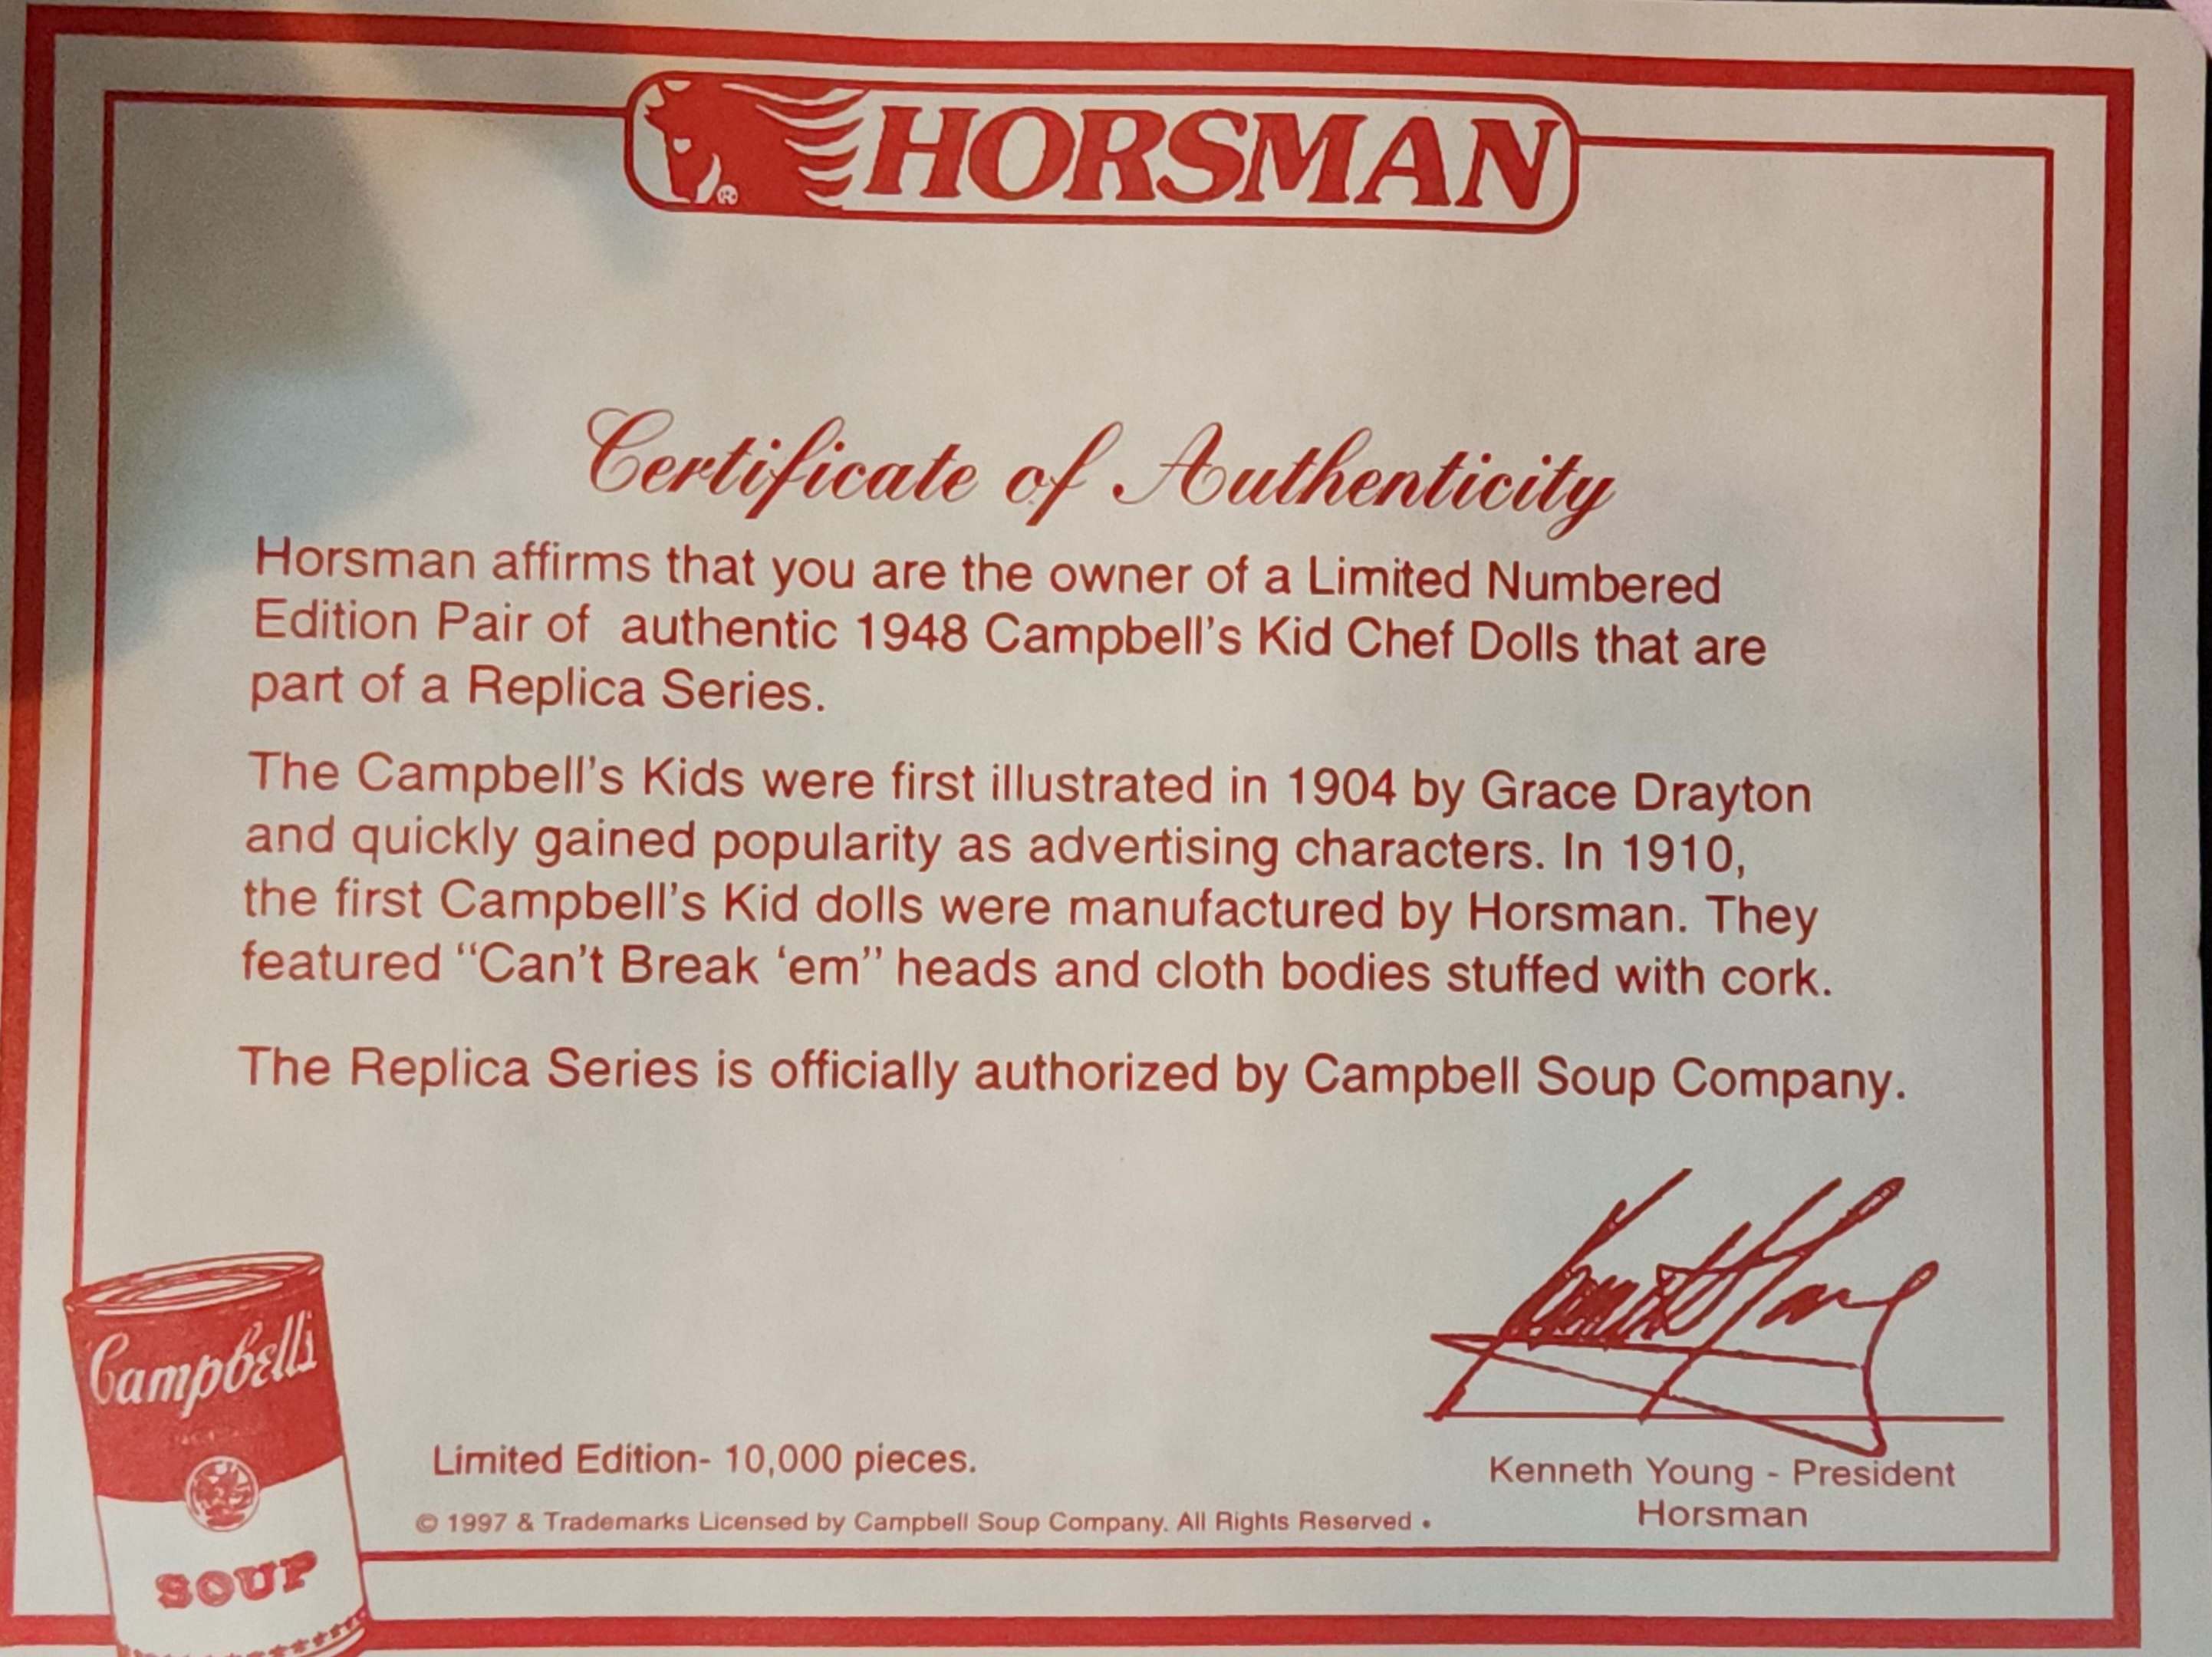 HORSMAN
Certificate of Authenticity
Horsman affirms that you are the owner of a Limited Numbered
Edition Pair of authentic 1948 Campbell's Kid Chef Dolls that are
part of a Replica Series.
The Campbell's Kids were first illustrated in 1904 by Grace Drayton
and quickly gained popularity as advertising characters. In 1910,
the first Campbell's Kid dolls were manufactured by Horsman. They
featured “Can't Break ‘em” heads and cloth bodies stuffed with cork.
The Replica Series is officially authorized by Campbell Soup Company.
Campbell's
SOUP
Limited Edition- 10,000 pieces.
© 1997 & Trademarks Licensed by Campbell Soup Company. All Rights Reserved .
Kenneth Young - President
Horsman